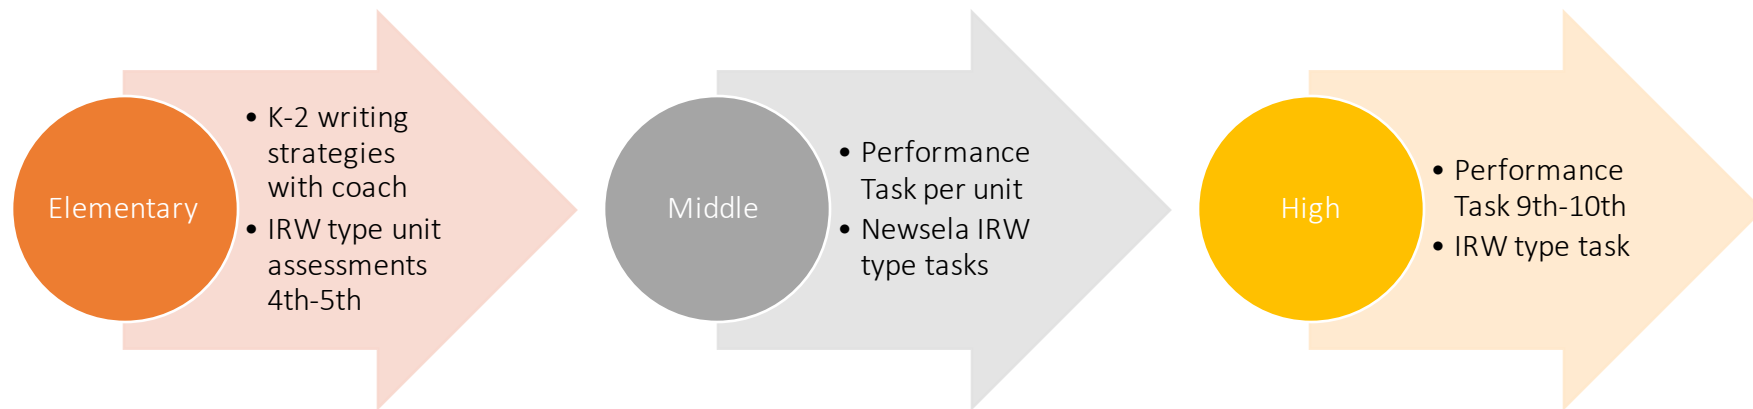 Elementary
• K-2 writing
strategies
with coach
• IRW type unit
assessments
4th-5th
Middle
• Performance
Task per unit
• Newsela IRW
type tasks
High
• Performance
Task 9th-10th
• IRW type task